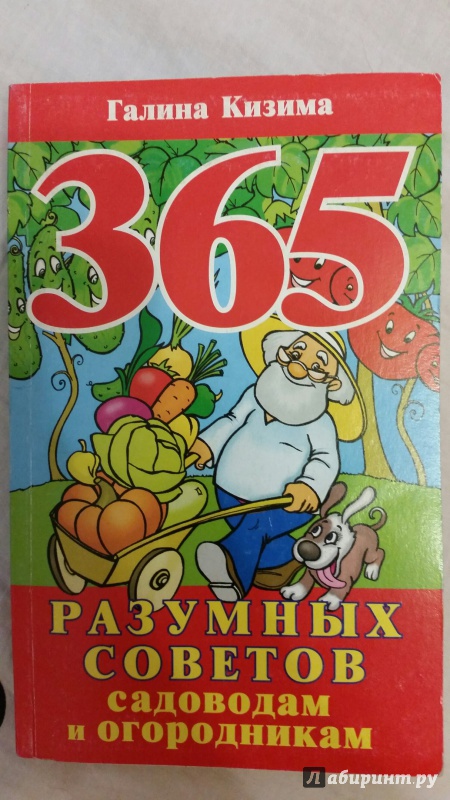 Галина Кизима
365
РАЗУМНЫХ
СОВЕТОВ
садоводам
и огородникам
Лабиринт.ру